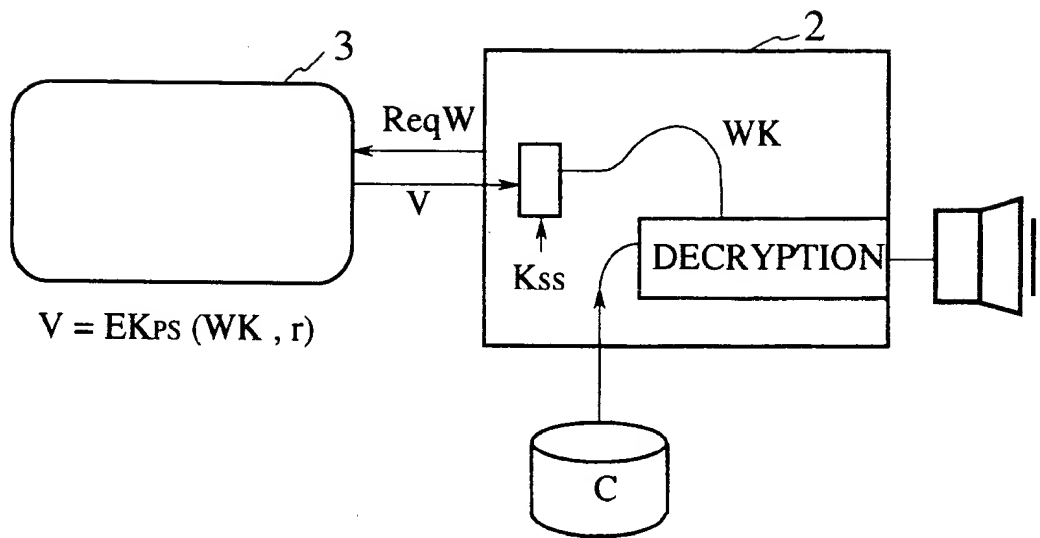 3
2
ReqW
WK
V
DECRYPTION
Kss
V = EKPS (WK , r)
C